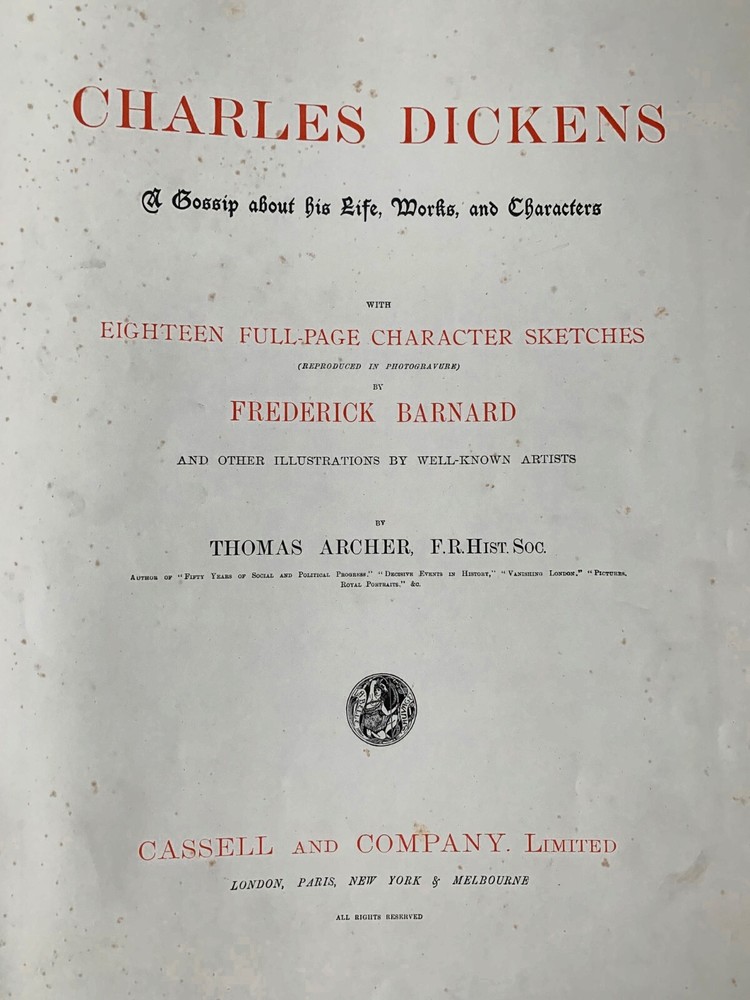 CHARLES DICKENS
A Gossip about his Life, Works, and Characters
WITH
EIGHTEEN FULL-PAGE CHARACTER SKETCHES
(REPRODUCED IN PHOTOGRAVURE)
BY
FREDERICK BARNARD
AND OTHER ILLUSTRATIONS BY WELL-KNOWN ARTISTS
BY
THOMAS ARCHER, F.R.HIST. SOC.
AUTHOR OF "FIFTY YEARS OF SOCIAL AND POLITICAL PROGRESS," "DECISIVE EVENTS IN HISTORY," "VANISHING LONDON," "PICTURES,
ROYAL PORTRAITS." &C.
CASSELL AND COMPANY. LIMITED
LONDON, PARIS, NEW YORK & MELBOURNE
ALL RIGHTS RESERVED